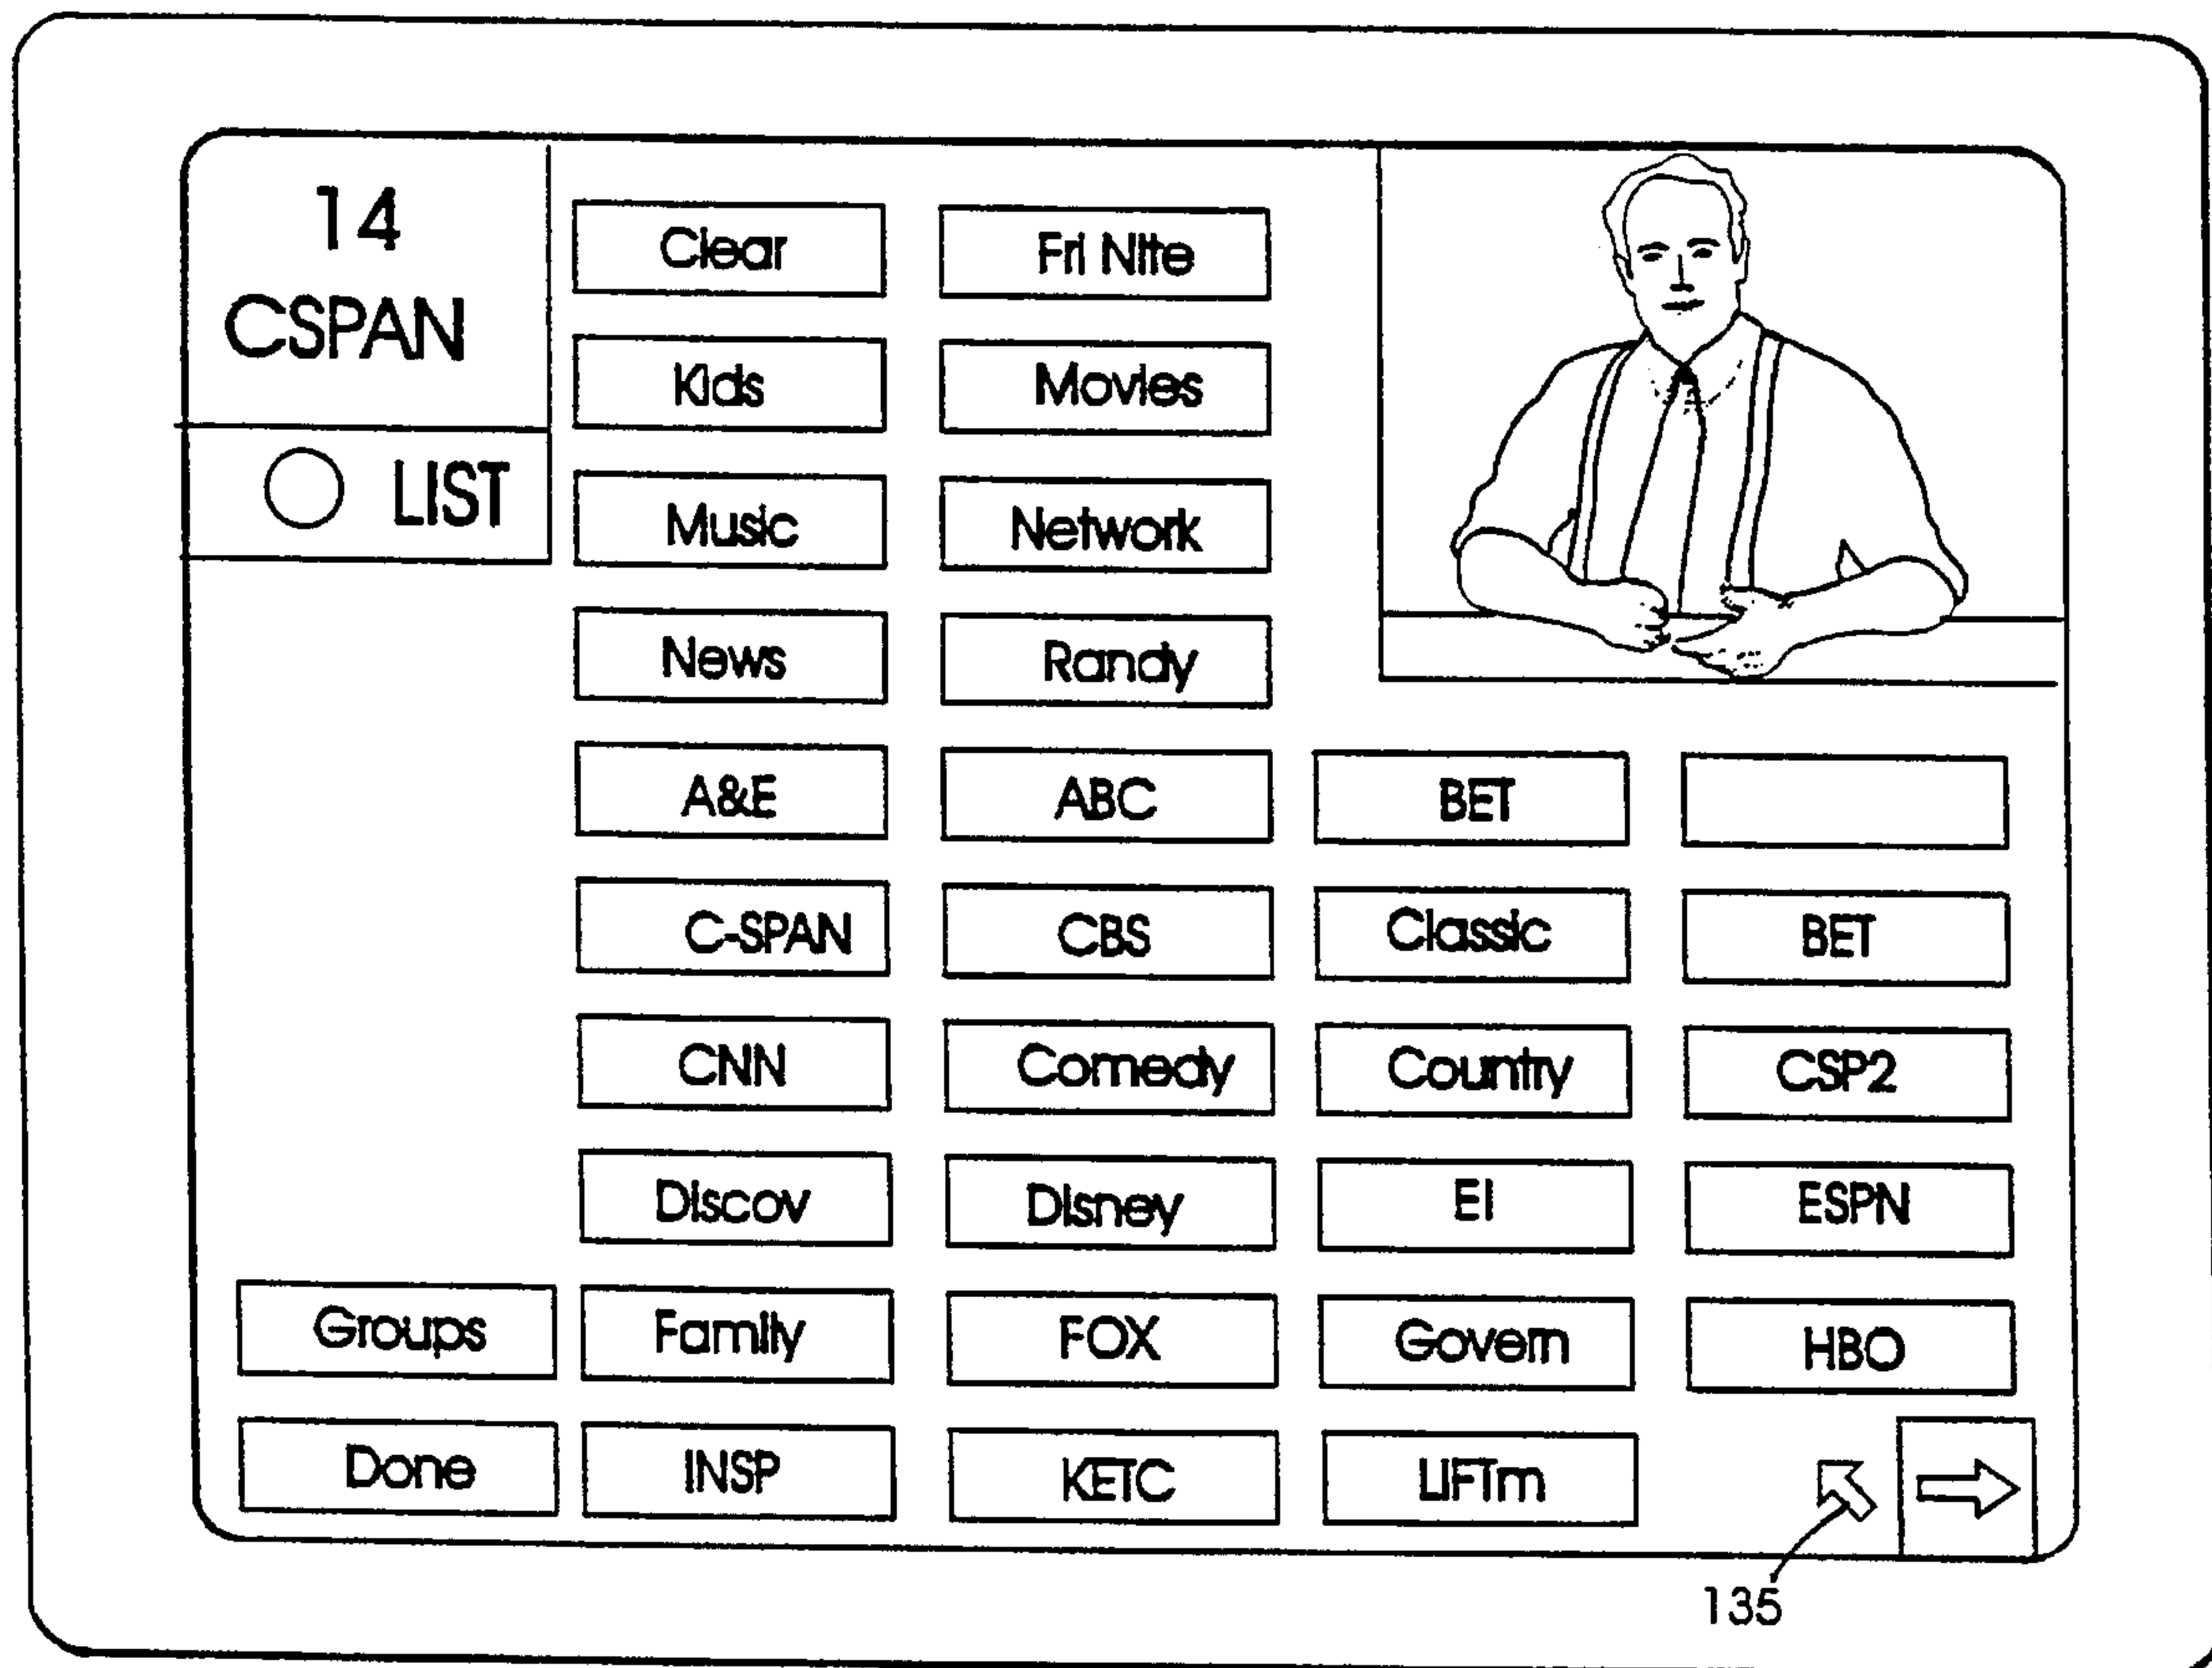 14
CSPAN
LIST
Clear
Fri Nite
Kids
Movies
Music
Network
News
Randy
A&E
ABC
BET
C-SPAN
CBS
Classic
BET
CNN
Comedy
Country
CSP2
Discov
Disney
E!
ESPN
Groups
Family
FOX
Govern
HBO
Done
INSP
KETC
LIFTm
135